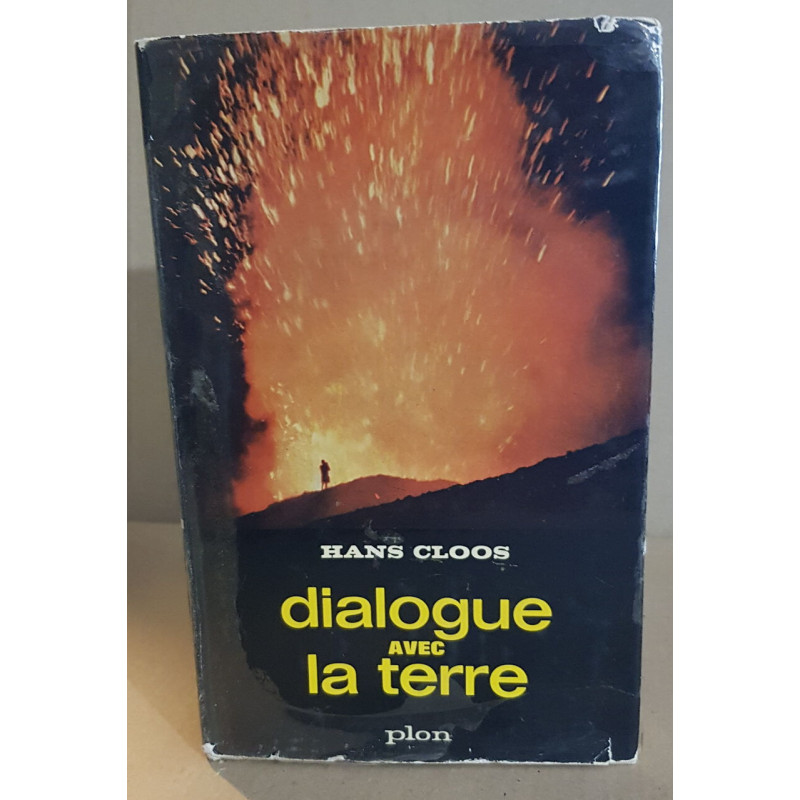 HANS CLOOS
dialogue
AVEC
la terre
plon